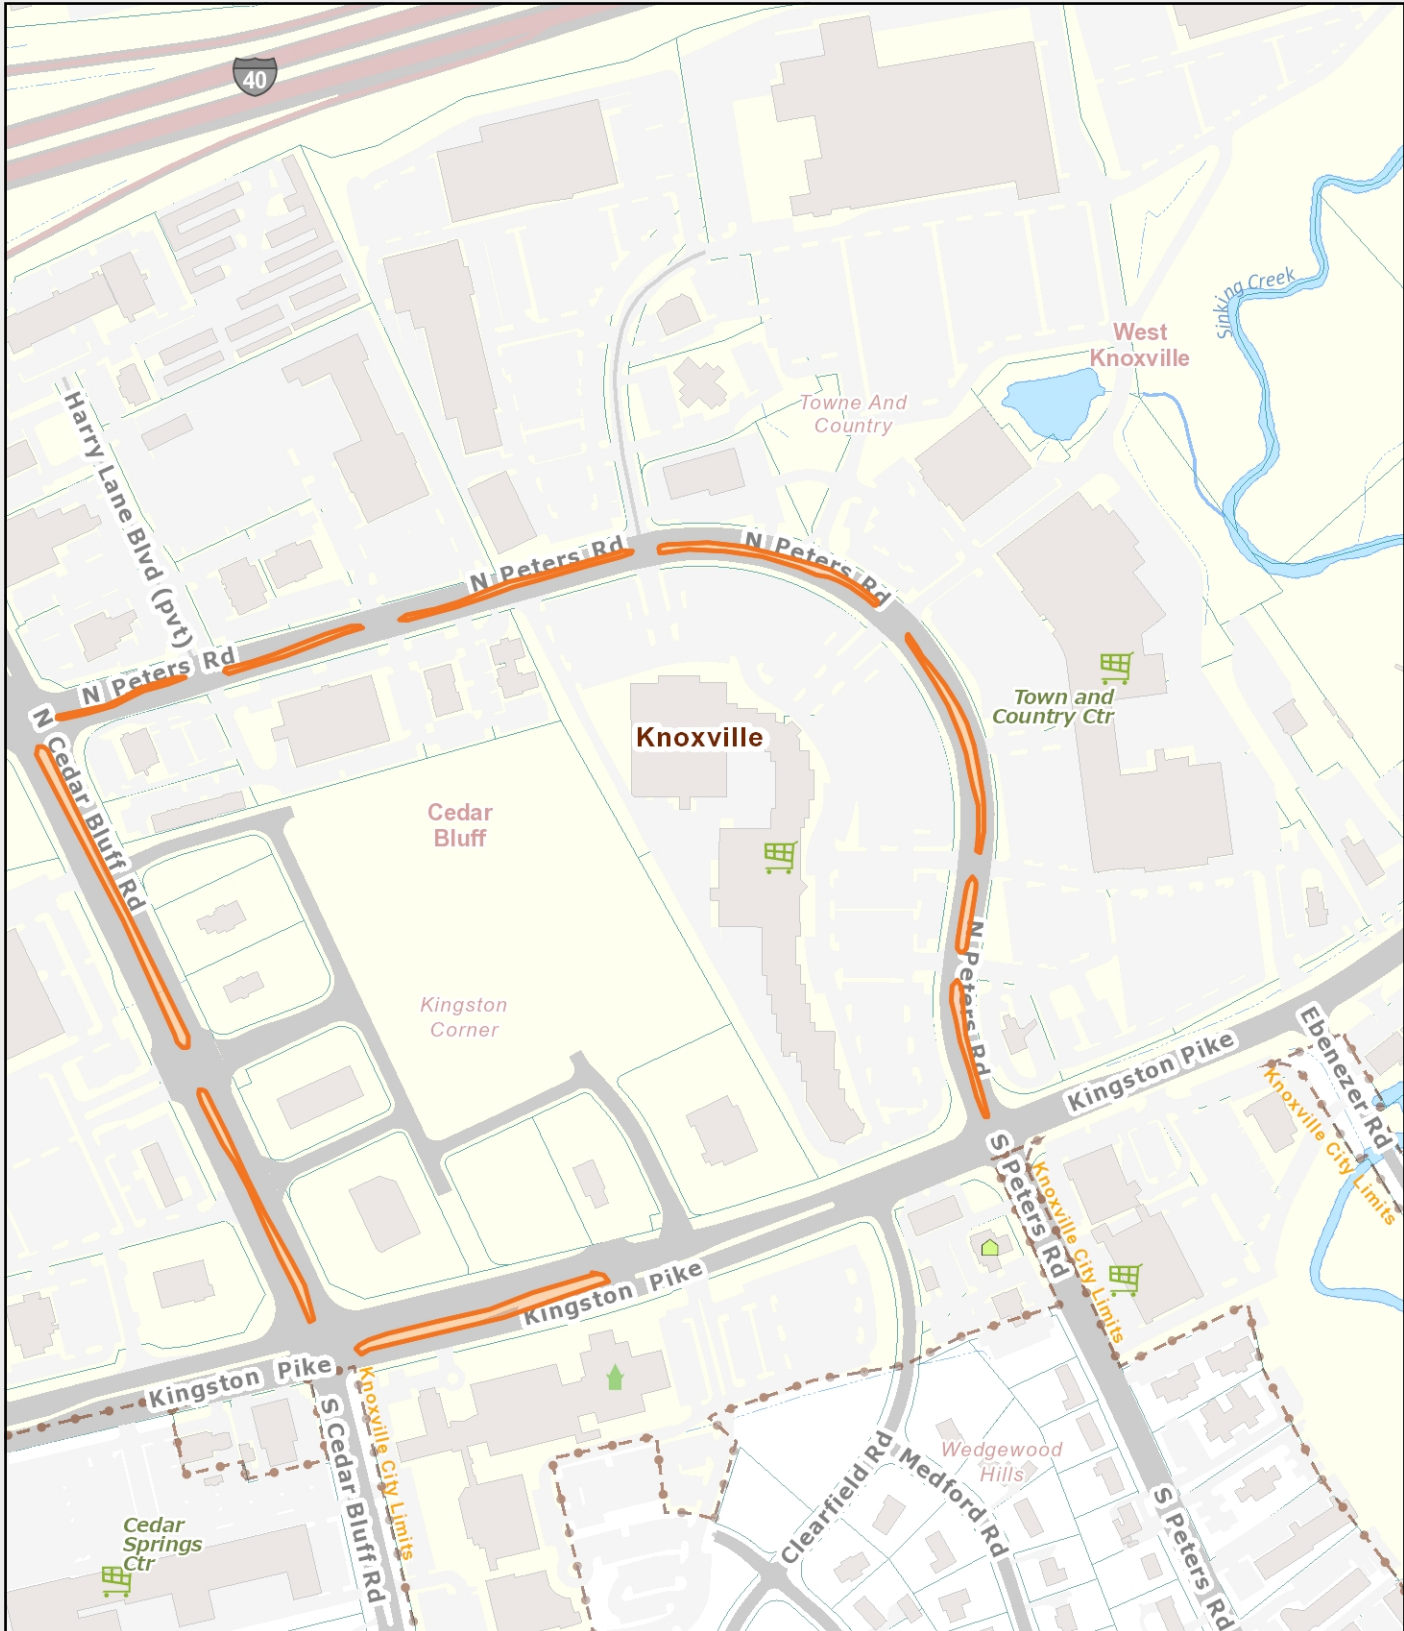 40
Sinking Creek
West
Knoxville
Harry Lane Blvd (pvt)
Towne And
Country
N Peters Rd
N Peters Rd
N Peters Rd
Town and
Country Ctr
N Cedar Bluff Rd
Knoxville
Cedar
Bluff
N Peters Rd
Kingston
Corner
Ebenezer Rd
Kingston Pike
Knoxville City Limits
S Peters Rd
Knoxville City Limits
Kingston Pike
Kingston Pike
Knoxville City Limits
S Cedar Bluff Rd
Clearfield Rd
Medford Rd
Wedgewood
Hills
S Peters Rd
Cedar
Springs
Ctr